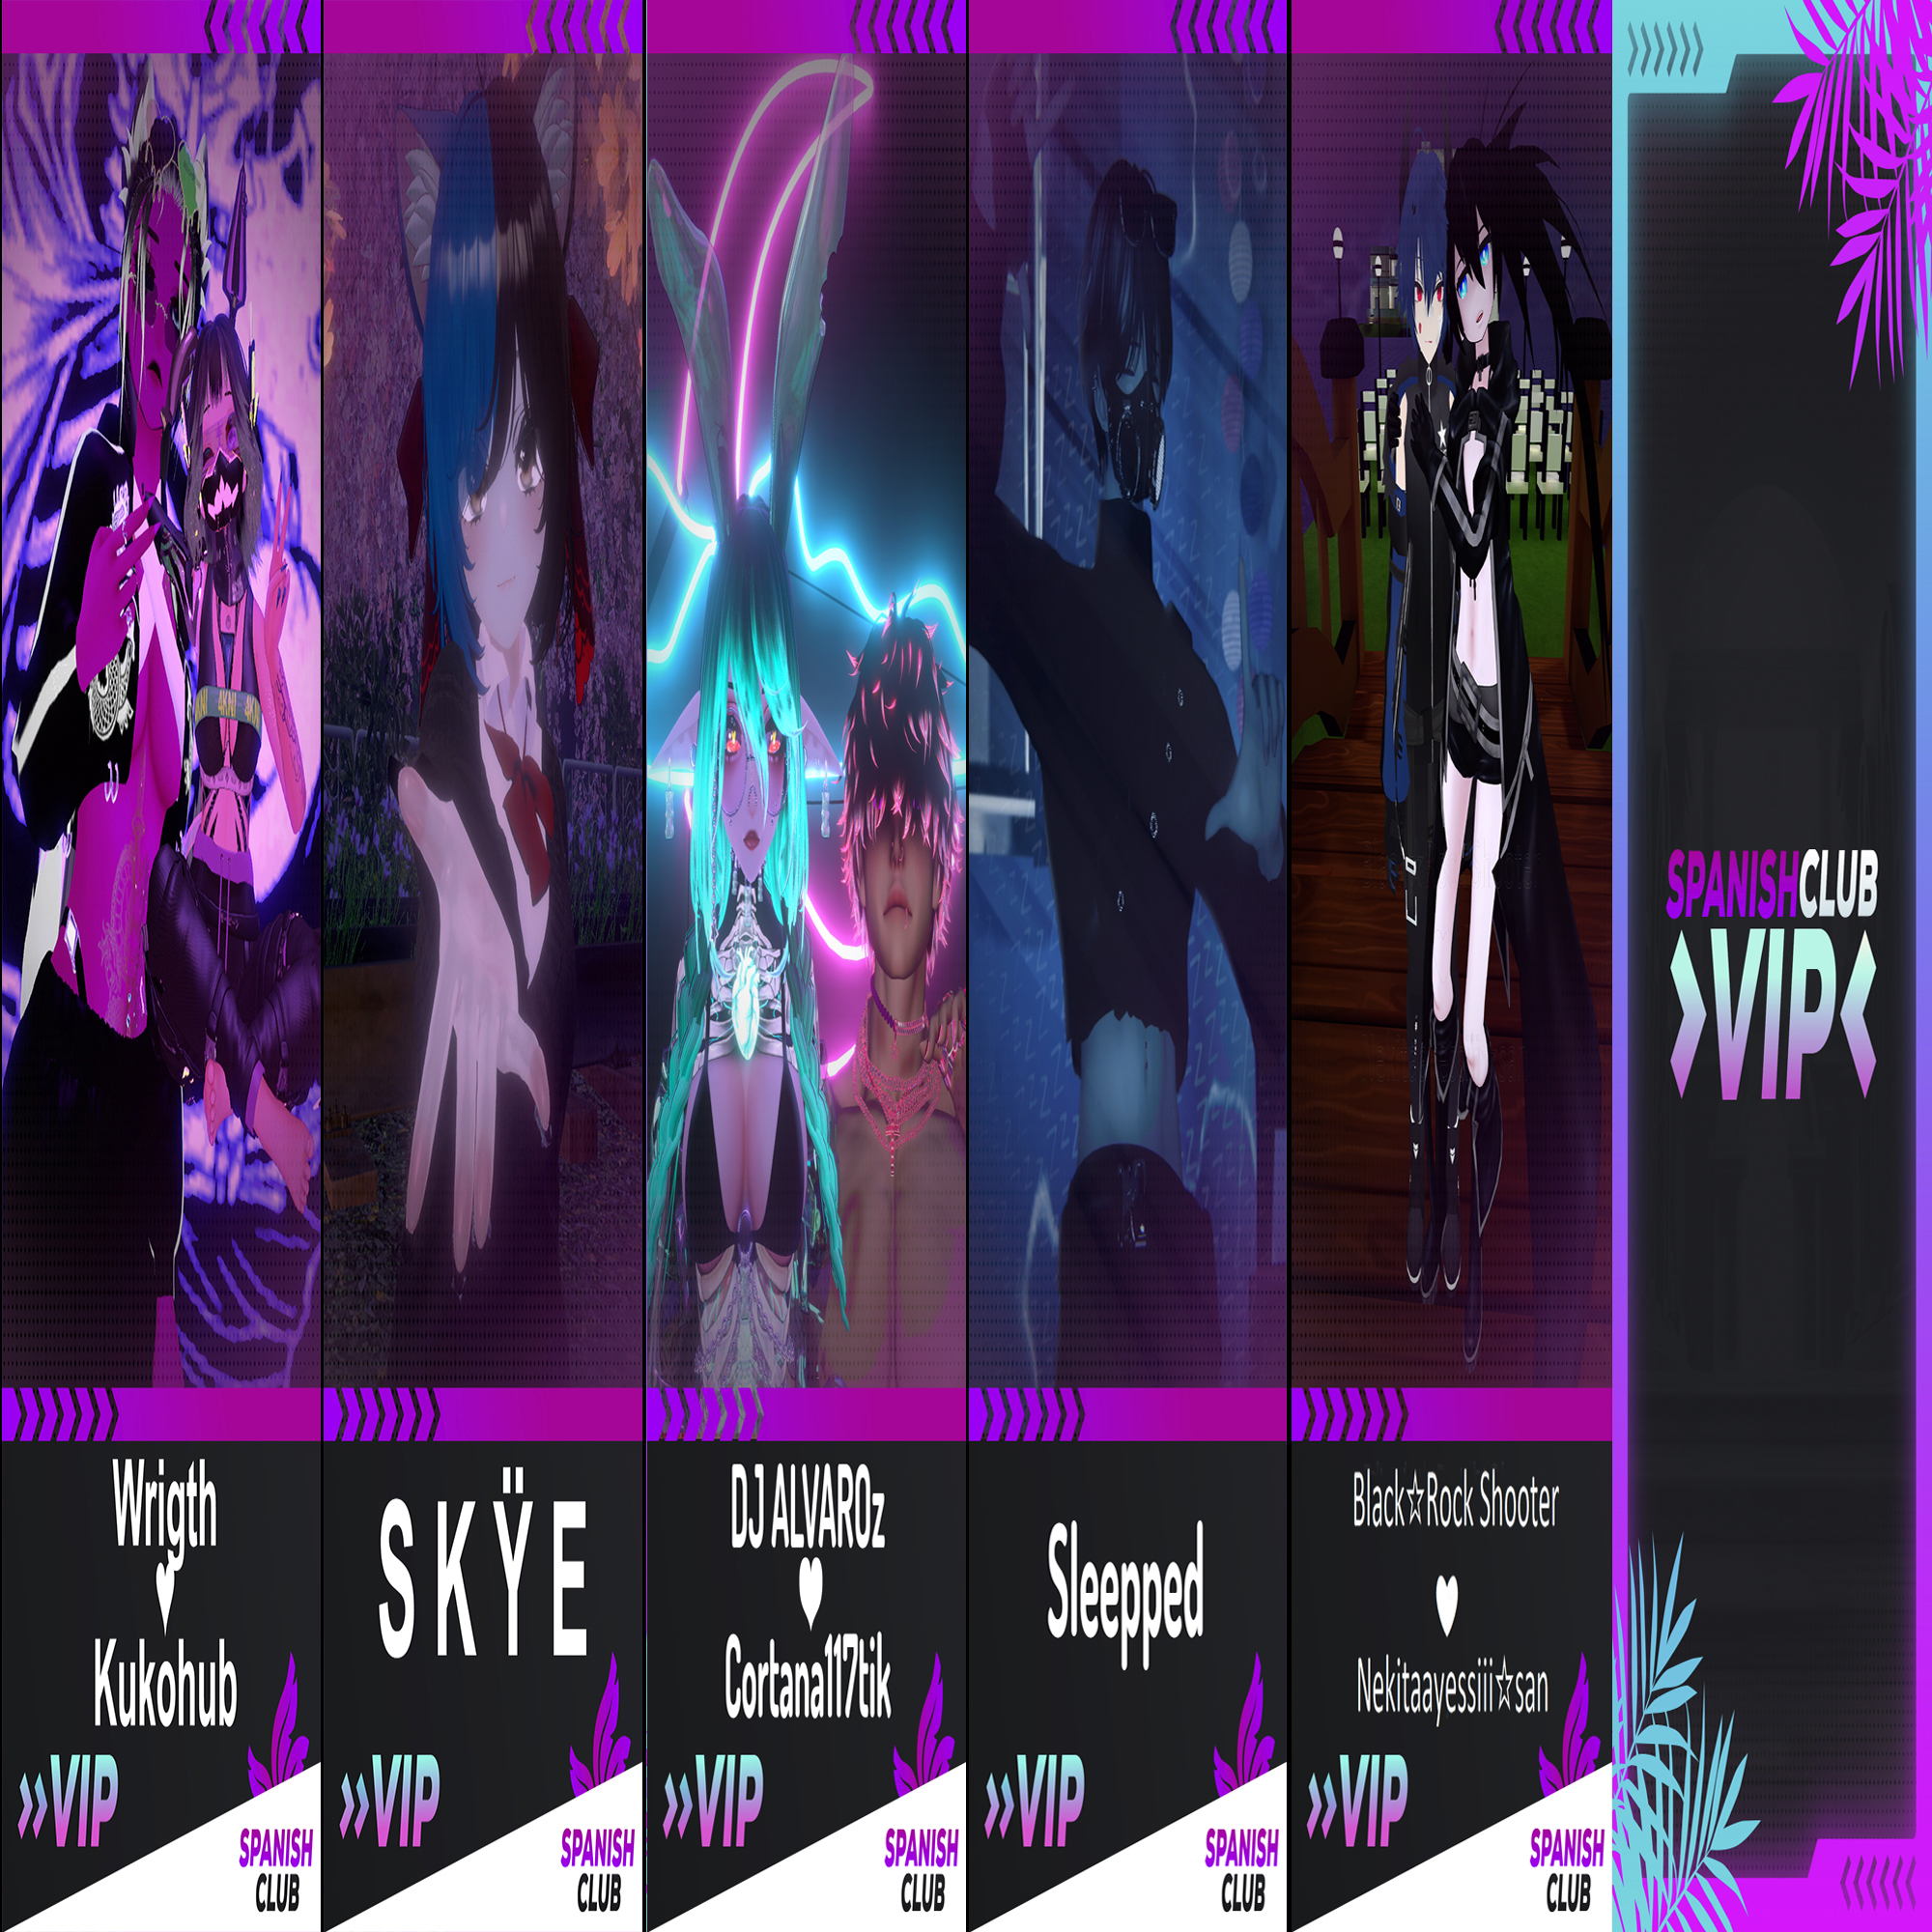 Wrigth
Kukohub
VIP
SPANISH
CLUB
SKŸE
VIP
SPANISH
CLUB
DJ ALVAROz
Cortana117tik
VIP
SPANISH
CLUB
Sleepped
VIP
SPANISH
CLUB
Black☆Rock Shooter
Nekitaayessiii☆san
VIP
SPANISH
CLUB
SPANISHCLUB
VIP